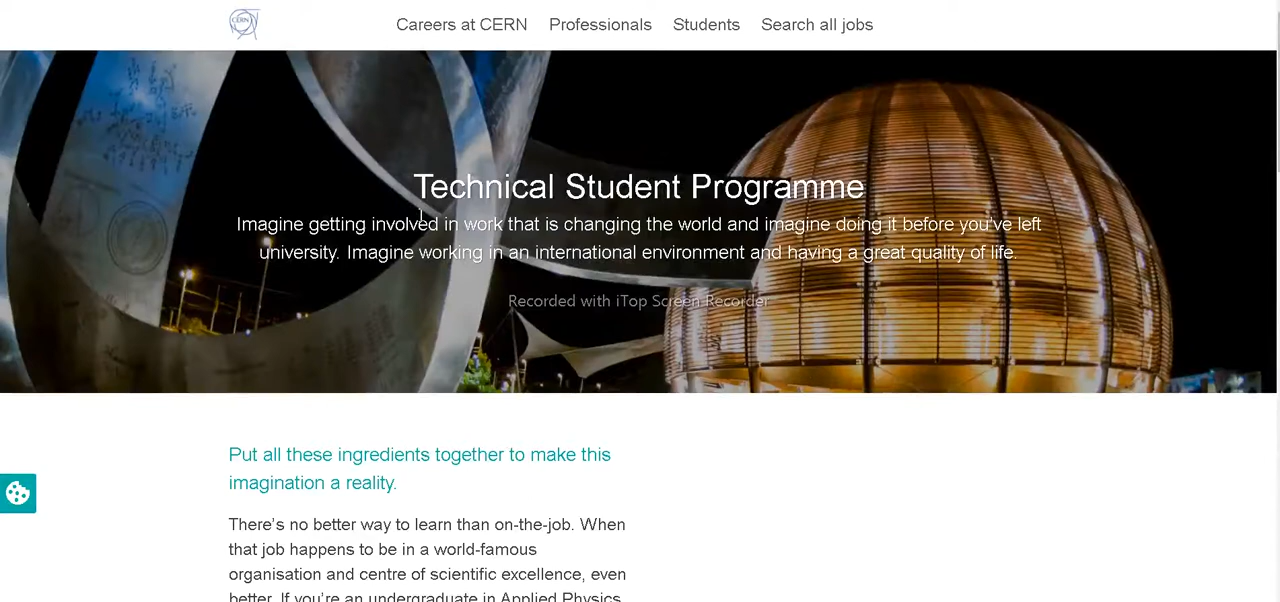 CERN
Careers at CERN
Professionals
Students
Search all jobs
Technical Student Programme
Imagine getting involved in work that is changing the world and imagine doing it before you've left
university. Imagine working in an international environment and having a great quality of life.
Recorded with iTop Screen Recorder
Put all these ingredients together to make this
imagination a reality.
There's no better way to learn than on-the-job. When
that job happens to be in a world-famous
organisation and centre of scientific excellence, even
better. If you're an undergraduate in Applied Physics,